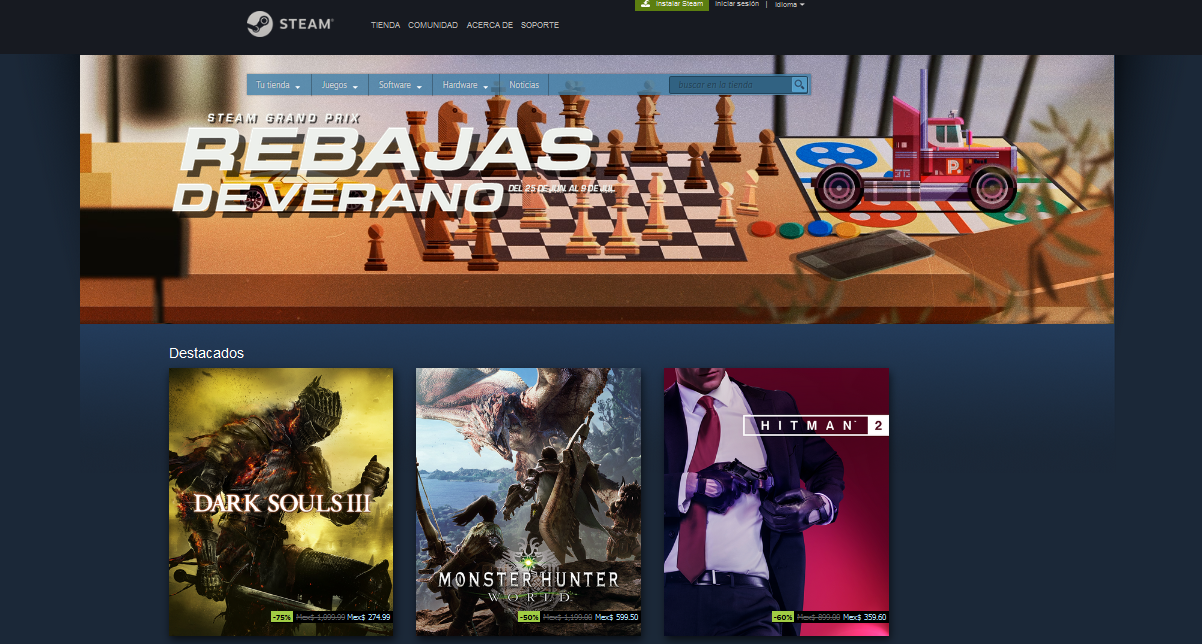 Instalar Steam
Iniciar sesión | Idioma
STEAM
TIENDA COMUNIDAD ACERCA DE SOPORTE
Tu tienda Juegos Software Hardware Noticias buscar en la tienda
STEAM GRAND PRIX
REBAJAS
DE VERANO
DEL 25 DE JUN. AL 9 DE JUL.
Destacados
DARK SOULS III
-75% Mex$ 1,099.99 Mex$ 274.99
MONSTER HUNTER
WORLD
-50% Mex$ 1,199.00 Mex$ 599.50
HITMAN 2
-60% Mex$ 899.00 Mex$ 359.60